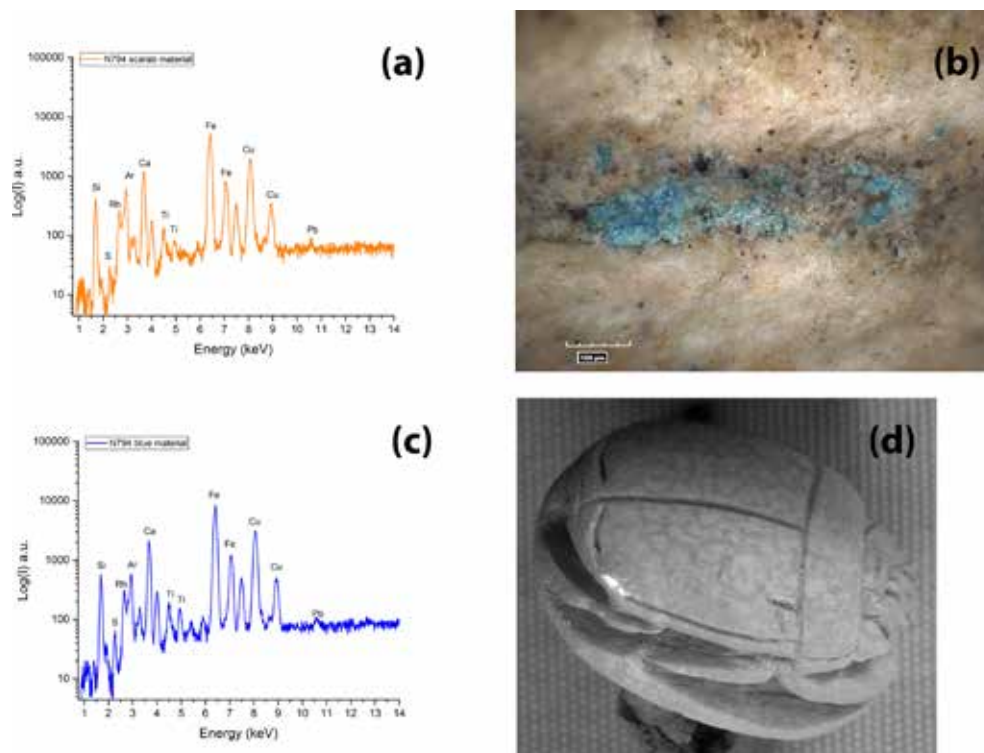 (a)
N794 scarab material
100000
10000
1000
100
10
Log(I) a.u.
Si
S
Rh
Ar
Ca
Ti
Ti
Fe
Fe
Cu
Cu
Pb
1 2 3 4 5 6 7 8 9 10 11 12 13 14
Energy (keV)
(b)
(c)
N794 blue material
100000
10000
1000
100
10
Log(I) a.u.
Si
S
Rh
Ar
Ca
Ti
Ti
Fe
Fe
Cu
Cu
Pb
1 2 3 4 5 6 7 8 9 10 11 12 13 14
Energy (keV)
(d)